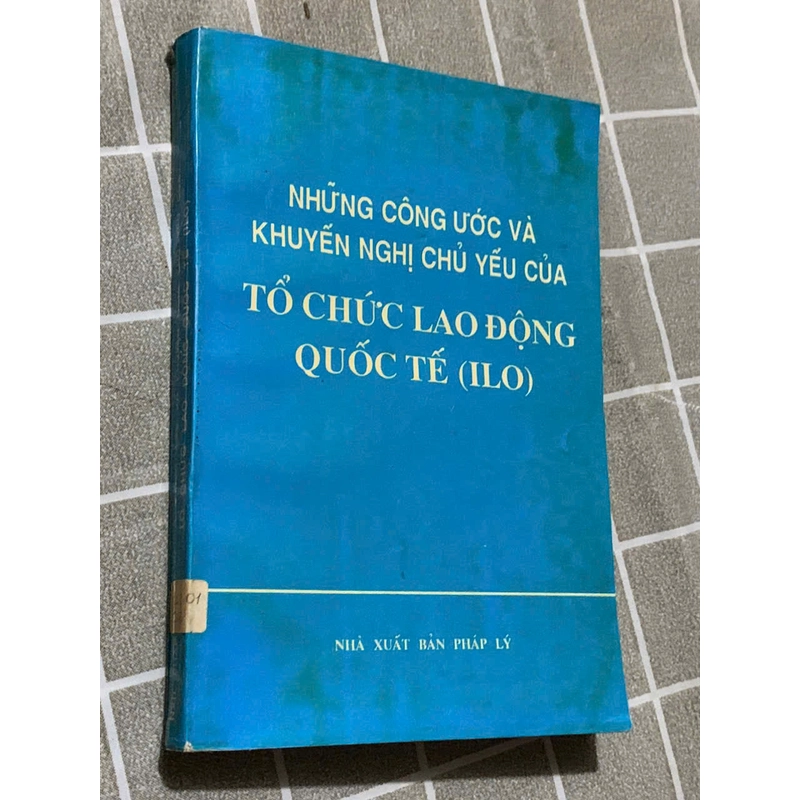 NHỮNG CÔNG ƯỚC VÀ
KHUYẾN NGHỊ CHỦ YẾU CỦA
TỔ CHỨC LAO ĐỘNG
QUỐC TẾ (ILO)
NHÀ XUẤT BẢN PHÁP LÝ
01